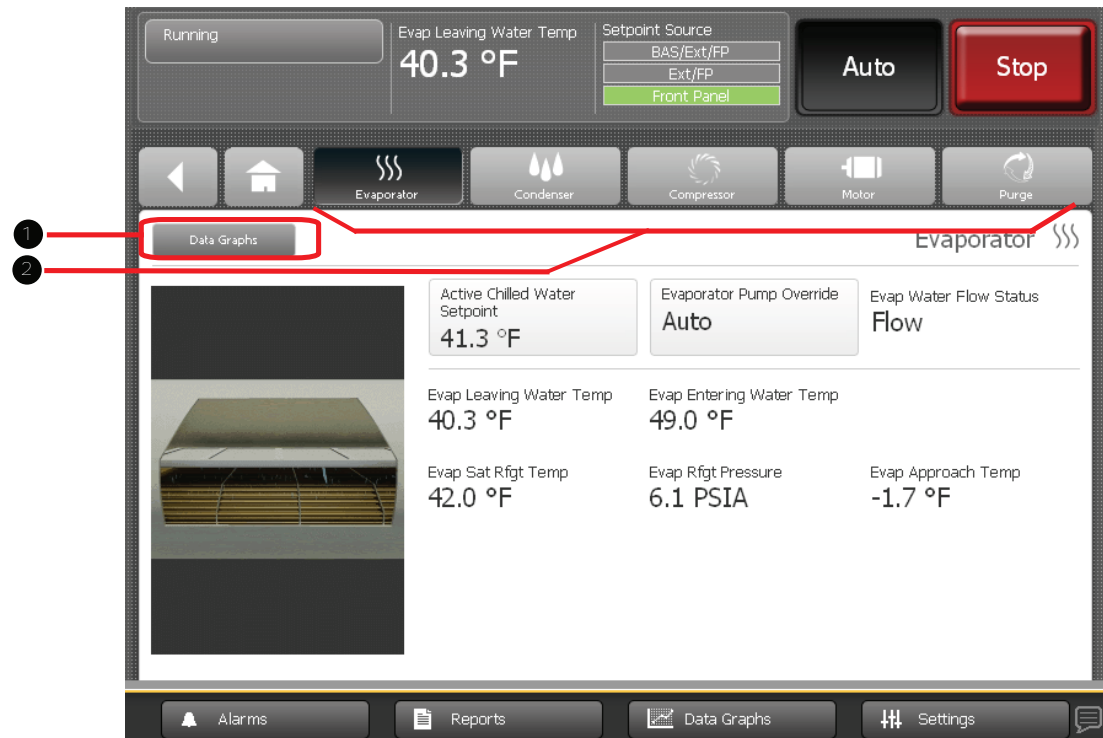 Running
Evap Leaving Water Temp
40.3 °F
Setpoint Source
BAS/Ext/FP
Ext/FP
Front Panel
Auto
Stop
Evaporator
Condenser
Compressor
Motor
Purge
1
Data Graphs
Evaporator
2
Active Chilled Water
Setpoint
41.3 °F
Evaporator Pump Override
Auto
Evap Water Flow Status
Flow
Evap Leaving Water Temp
40.3 °F
Evap Entering Water Temp
49.0 °F
Evap Sat Rfgt Temp
42.0 °F
Evap Rfgt Pressure
6.1 PSIA
Evap Approach Temp
-1.7 °F
Alarms
Reports
Data Graphs
Settings